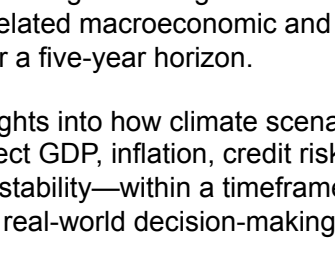 elated macroeconomic and
r a five-year horizon.
ghts into how climate scena
ect GDP, inflation, credit risk
stability—within a timeframe
real-world decision-making